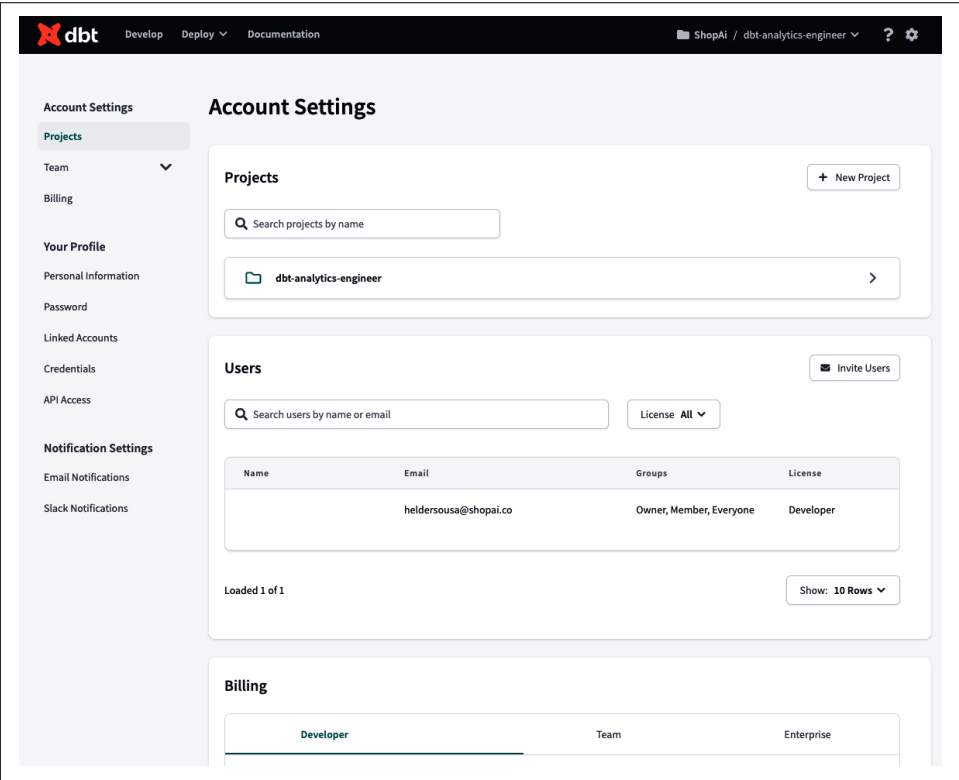 dbt Develop Deploy Documentation ShopAi / dbt-analytics-engineer ?
Account Settings
Projects
Team
Billing
Your Profile
Personal Information
Password
Linked Accounts
Credentials
API Access
Notification Settings
Email Notifications
Slack Notifications
Account Settings
Projects
+ New Project
Search projects by name
dbt-analytics-engineer
Users
Invite Users
Search users by name or email
License All
Name Email Groups License
heldersousa@shopai.co Owner, Member, Everyone Developer
Loaded 1 of 1
Show: 10 Rows
Billing
Developer Team Enterprise